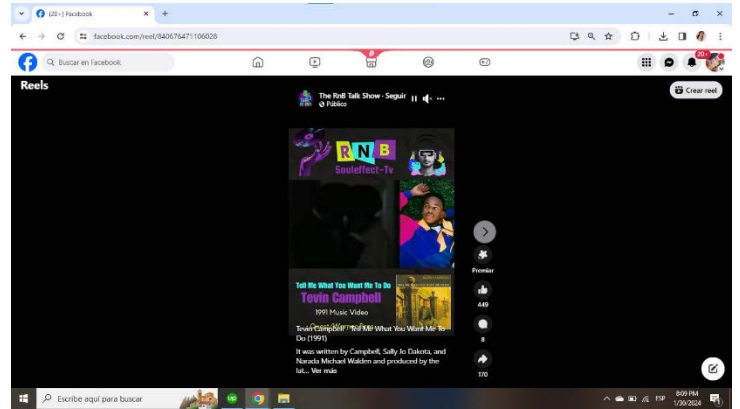 (20+) Facebook
facebook.com/reel/840676471106028
Buscar en Facebook
20+
Reels
Crear reel
The RnB Talk Show · Seguir
Público
RNB
Souleffect-Tv
Tell Me What You Want Me To Do
Tevin Campbell
1991 Music Video
Tevin Campbell - Tell Me What You Want Me To
Do (1991)
It was written by Campbell, Sally Jo Dakota, and
Narada Michael Walden and produced by the
lat... Ver más
Premiar
449
8
170
Escribe aquí para buscar
ESP
8:09 PM
1/30/2024